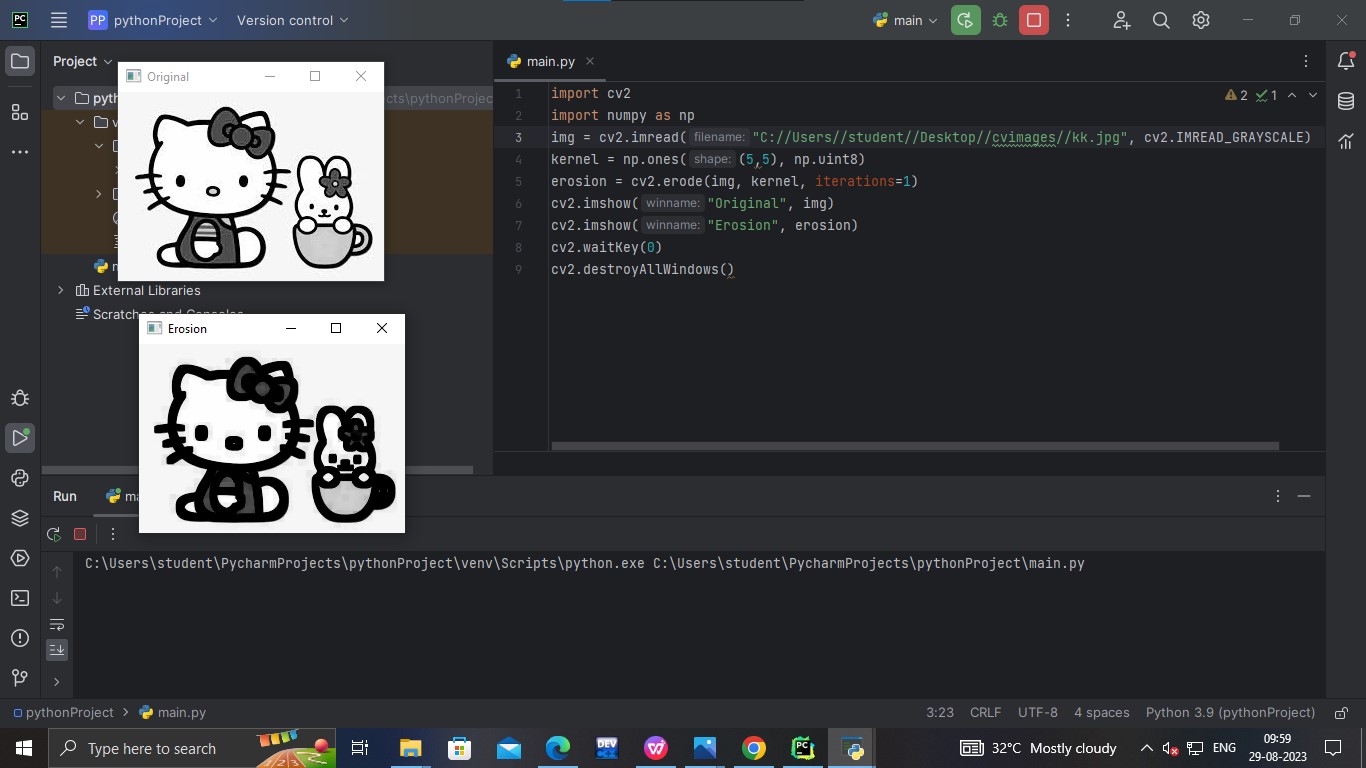 PC
PP pythonProject
Version control
main
Project
main.py
Original
pyth
cts\pythonProjec
External Libraries
Scratches and Consoles
Erosion
2 1
1 import cv2
2 import numpy as np
3 img = cv2.imread( filename: "C://Users//student//Desktop//cvimages//kk.jpg", cv2.IMREAD_GRAYSCALE)
4 kernel = np.ones( shape: (5,5), np.uint8)
5 erosion = cv2.erode(img, kernel, iterations=1)
6 cv2.imshow( winname: "Original", img)
7 cv2.imshow( winname: "Erosion", erosion)
8 cv2.waitKey(0)
9 cv2.destroyAllWindows()
Run
C:\Users\student\PycharmProjects\pythonProject\venv\Scripts\python.exe C:\Users\student\PycharmProjects\pythonProject\main.py
pythonProject > main.py
3:23 CRLF UTF-8 4 spaces Python 3.9 (pythonProject)
Type here to search
DEV
PC
32°C Mostly cloudy
ENG
09:59
29-08-2023